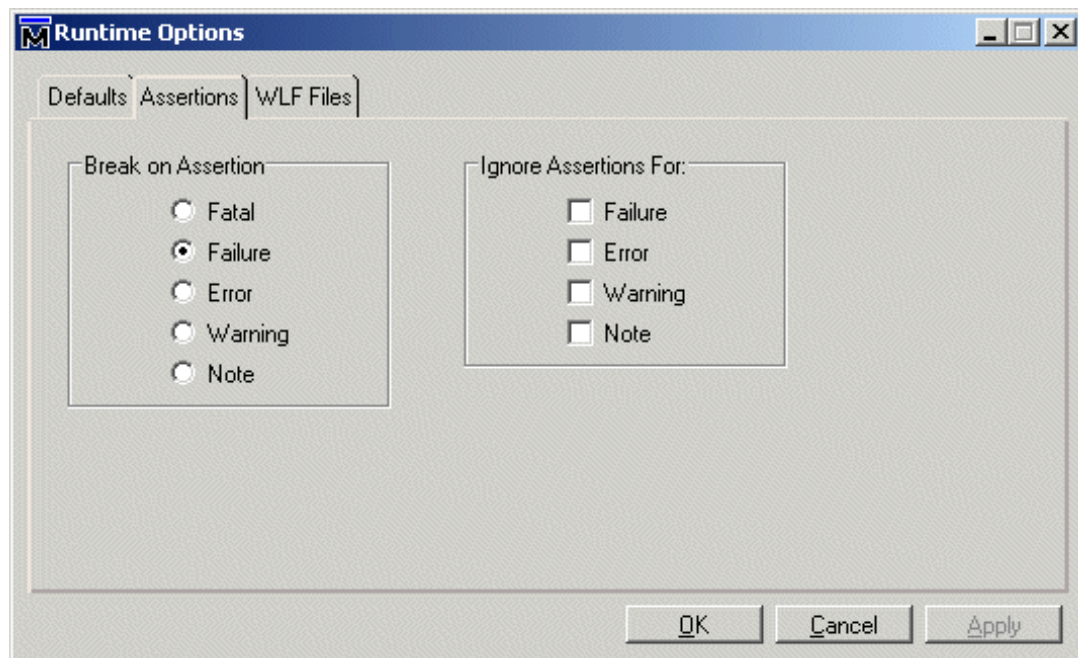 Runtime Options
Defaults Assertions WLF Files
Break on Assertion
Fatal
Failure
Error
Warning
Note
Ignore Assertions For:
Failure
Error
Warning
Note
OK Cancel Apply